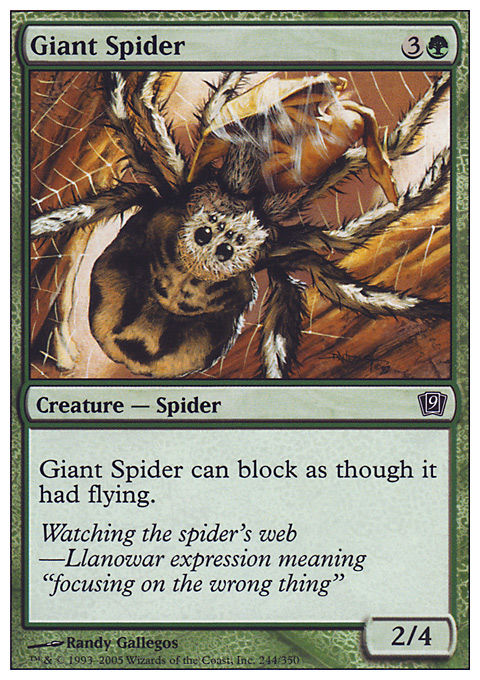 Giant Spider 3
Creature — Spider 9
Giant Spider can block as though it
had flying.
Watching the spider's web
—Llanowar expression meaning
“focusing on the wrong thing”
Randy Gallegos
2/4
™ & © 1993–2005 Wizards of the Coast, Inc. 244/350